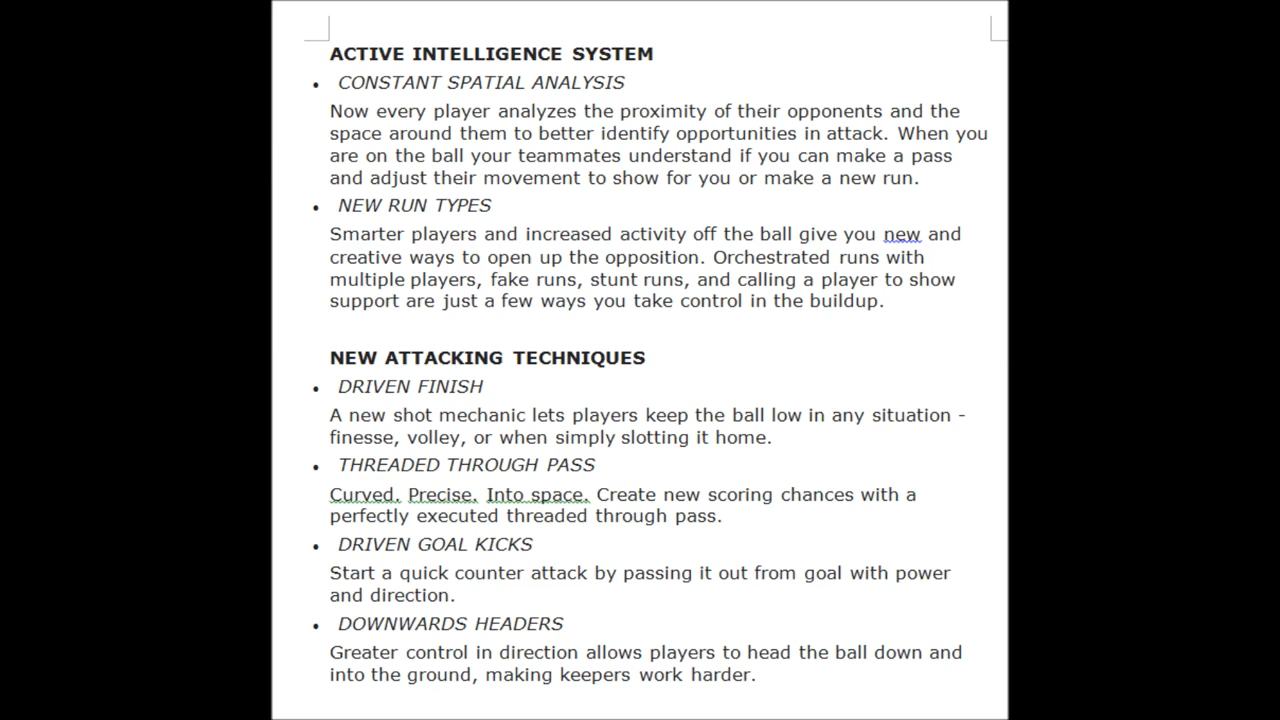 ACTIVE INTELLIGENCE SYSTEM
• CONSTANT SPATIAL ANALYSIS
Now every player analyzes the proximity of their opponents and the
space around them to better identify opportunities in attack. When you
are on the ball your teammates understand if you can make a pass
and adjust their movement to show for you or make a new run.
• NEW RUN TYPES
Smarter players and increased activity off the ball give you new and
creative ways to open up the opposition. Orchestrated runs with
multiple players, fake runs, stunt runs, and calling a player to show
support are just a few ways you take control in the buildup.
NEW ATTACKING TECHNIQUES
• DRIVEN FINISH
A new shot mechanic lets players keep the ball low in any situation -
finesse, volley, or when simply slotting it home.
• THREADED THROUGH PASS
Curved. Precise. Into space. Create new scoring chances with a
perfectly executed threaded through pass.
• DRIVEN GOAL KICKS
Start a quick counter attack by passing it out from goal with power
and direction.
• DOWNWARDS HEADERS
Greater control in direction allows players to head the ball down and
into the ground, making keepers work harder.